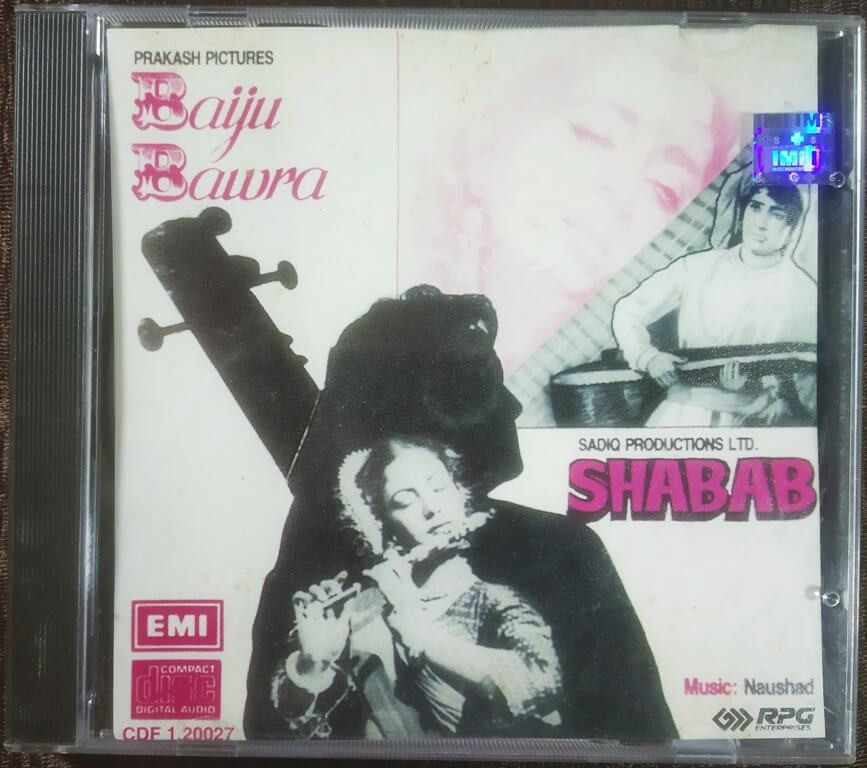 PRAKASH PICTURES
Baiju
Bawra
IMI
SADIQ PRODUCTIONS LTD.
SHABAB
EMI
COMPACT
disc
DIGITAL AUDIO
CDF 1.20027
Music: Naushad
RPG
ENTERPRISES